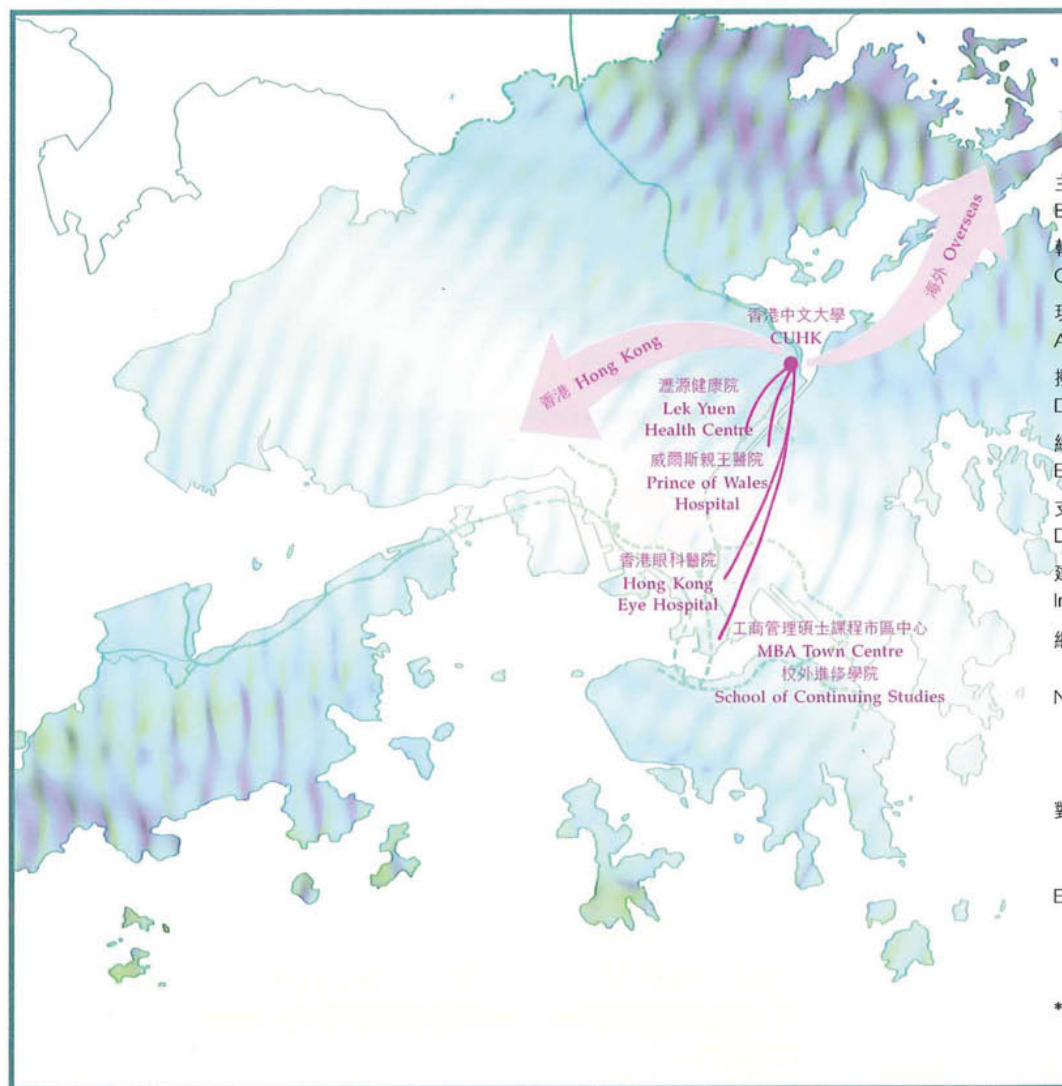 海外 Overseas
香港中文大學
CUHK
香港 Hong Kong
瀝源健康院
Lek Yuen
Health Centre
威爾斯親王醫院
Prince of Wales
Hospital
香港眼科醫院
Hong Kong
Eye Hospital
工商管理碩士課程市區中心
MBA Town Centre
校外進修學院
School of Continuing Studies